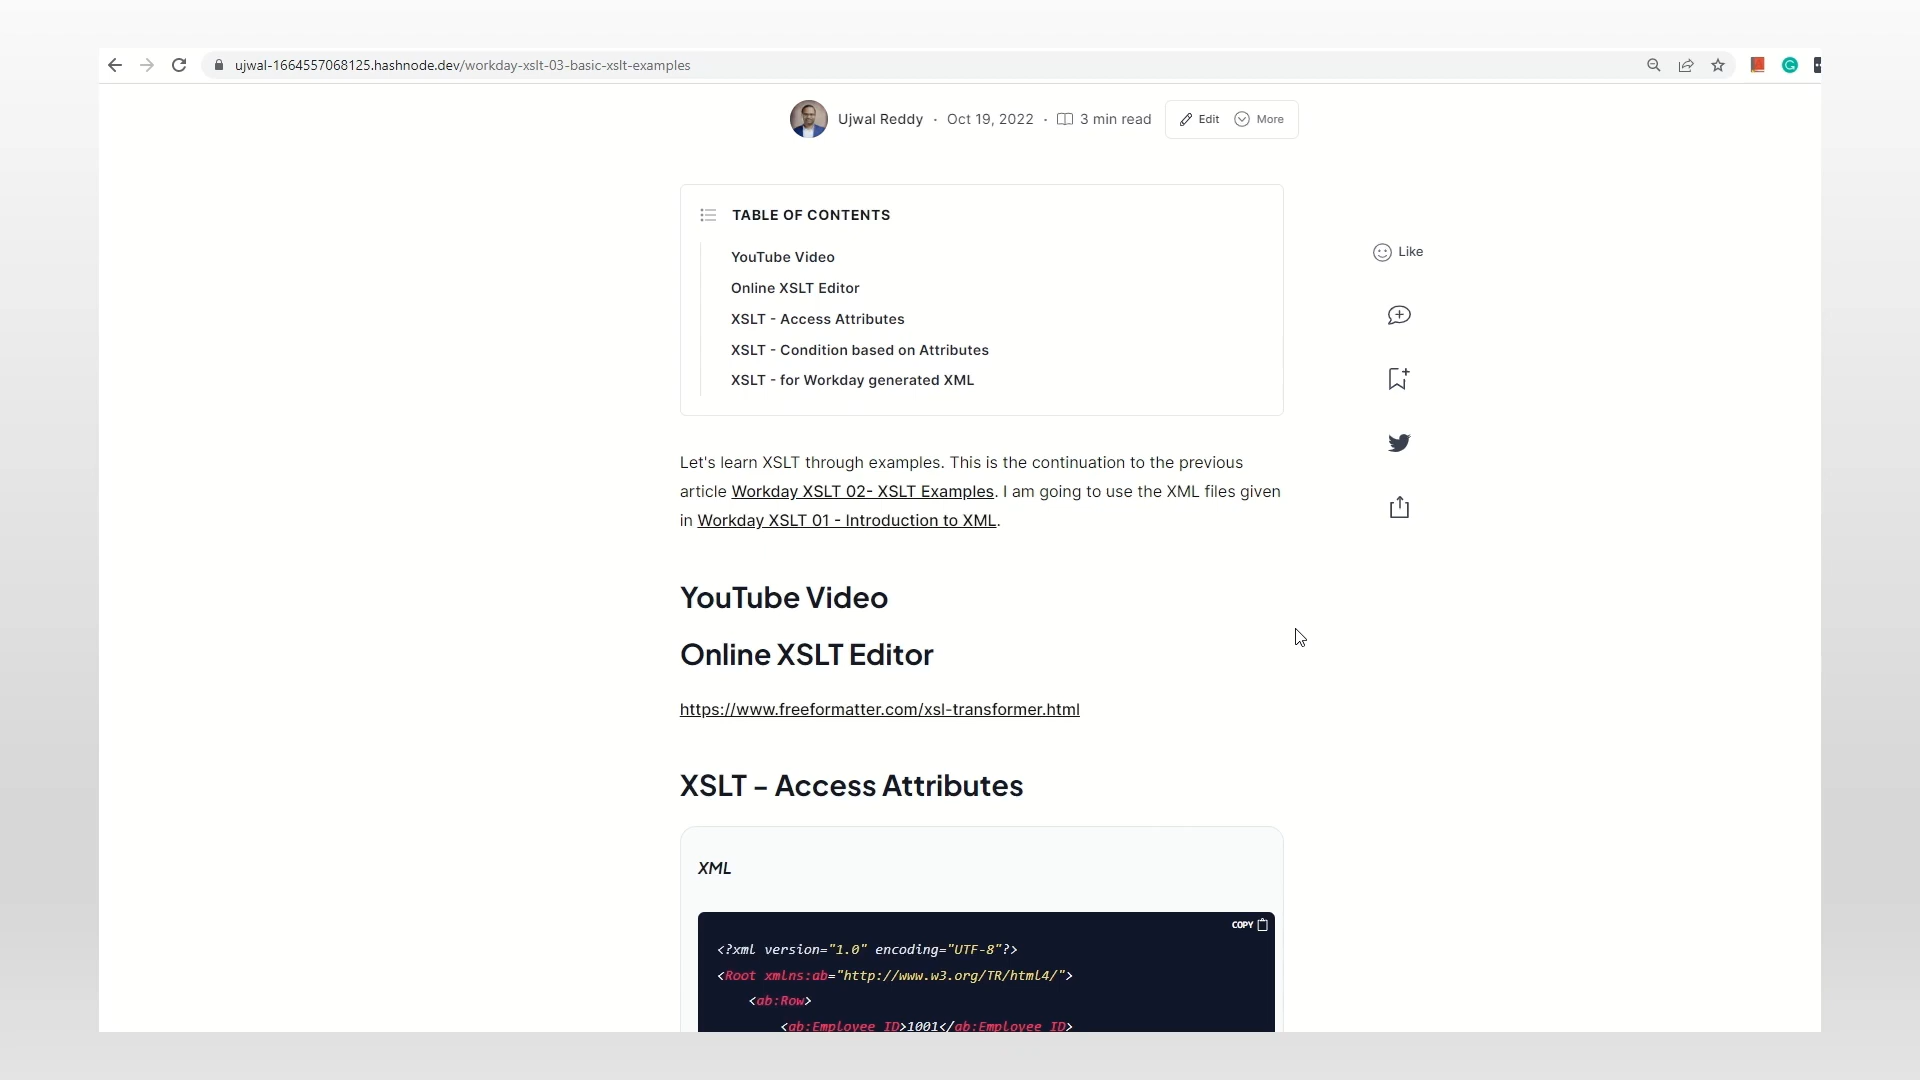 ujwal-1664557068125.hashnode.dev/workday-xslt-03-basic-xslt-examples
Ujwal Reddy · Oct 19, 2022 · 3 min read Edit More
TABLE OF CONTENTS
YouTube Video
Online XSLT Editor
XSLT - Access Attributes
XSLT - Condition based on Attributes
XSLT - for Workday generated XML
Like
Let's learn XSLT through examples. This is the continuation to the previous
article Workday XSLT 02- XSLT Examples. I am going to use the XML files given
in Workday XSLT 01 - Introduction to XML.
YouTube Video
Online XSLT Editor
https://www.freeformatter.com/xsl-transformer.html
XSLT – Access Attributes
XML
COPY
<?xml version="1.0" encoding="UTF-8"?>
<Root xmlns:ab="http://www.w3.org/TR/html4/">
<ab:Row>
<ab:Employee_ID>1001</ab:Employee_ID>